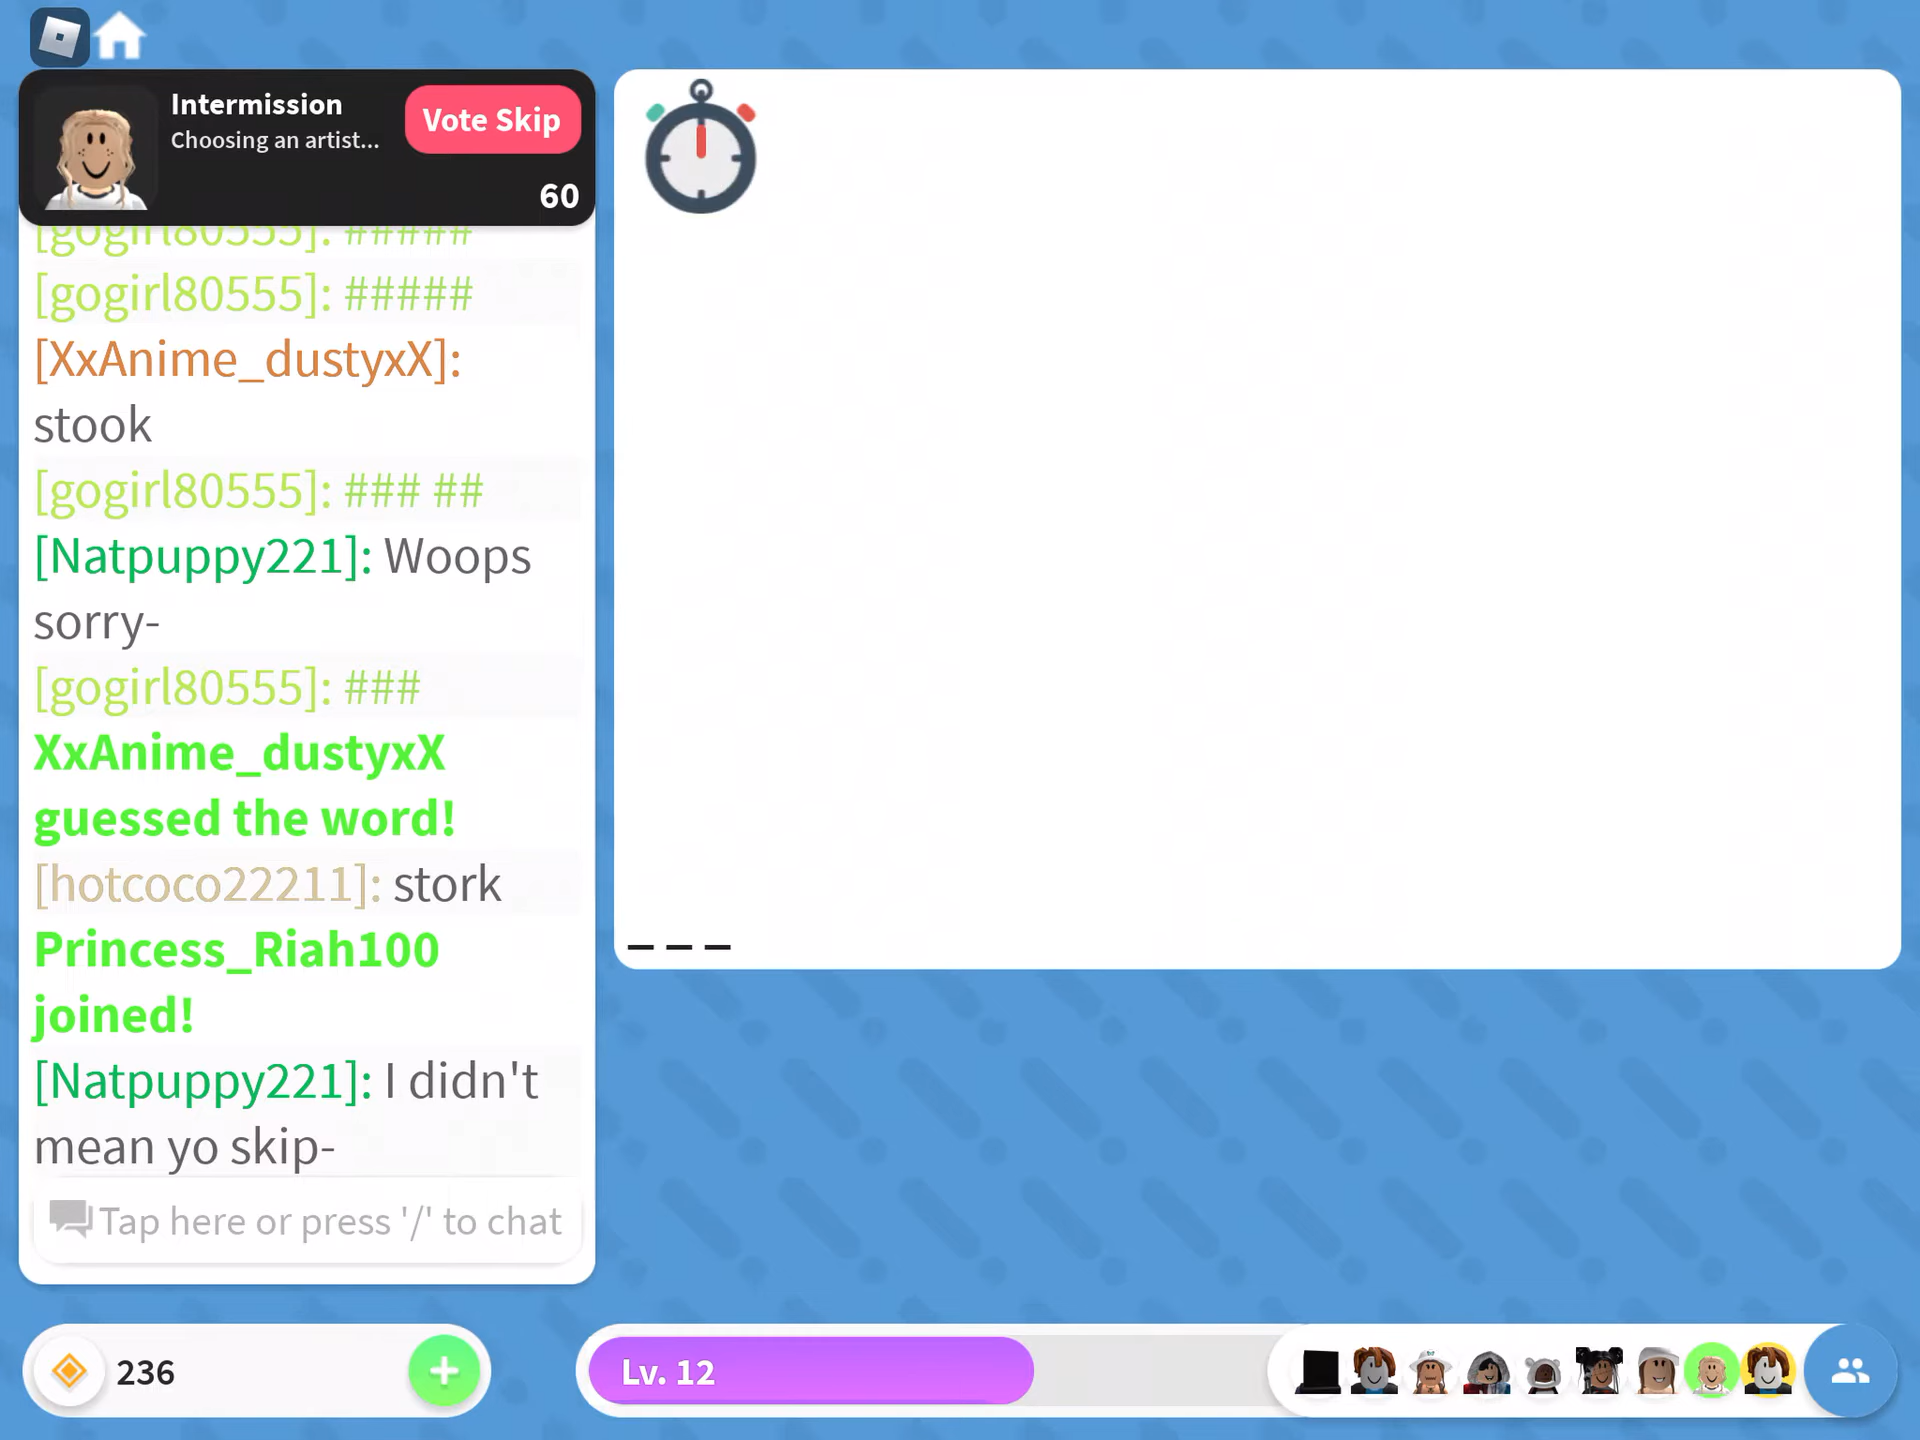 Intermission
Vote Skip
Choosing an artist...
60
[gogirl80555]: #####
[gogirl80555]: #####
[XxAnime_dustyxX]:
stook
[gogirl80555]: ### ##
[Natpuppy221]: Woops
sorry-
[gogirl80555]: ###
XxAnime_dustyxX
guessed the word!
[hotcoco22211]: stork
Princess_Riah100
joined!
[Natpuppy221]: I didn't
mean yo skip-
Tap here or press '/' to chat
_ _ _
236
+
Lv. 12